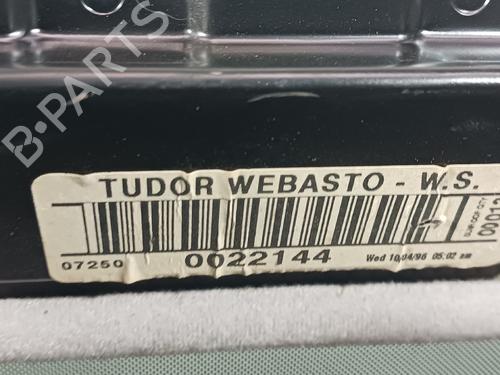 B-PARTS
TUDOR WEBASTO - W.S.
07250 0022144 Wed 10/04/96 05:02 am